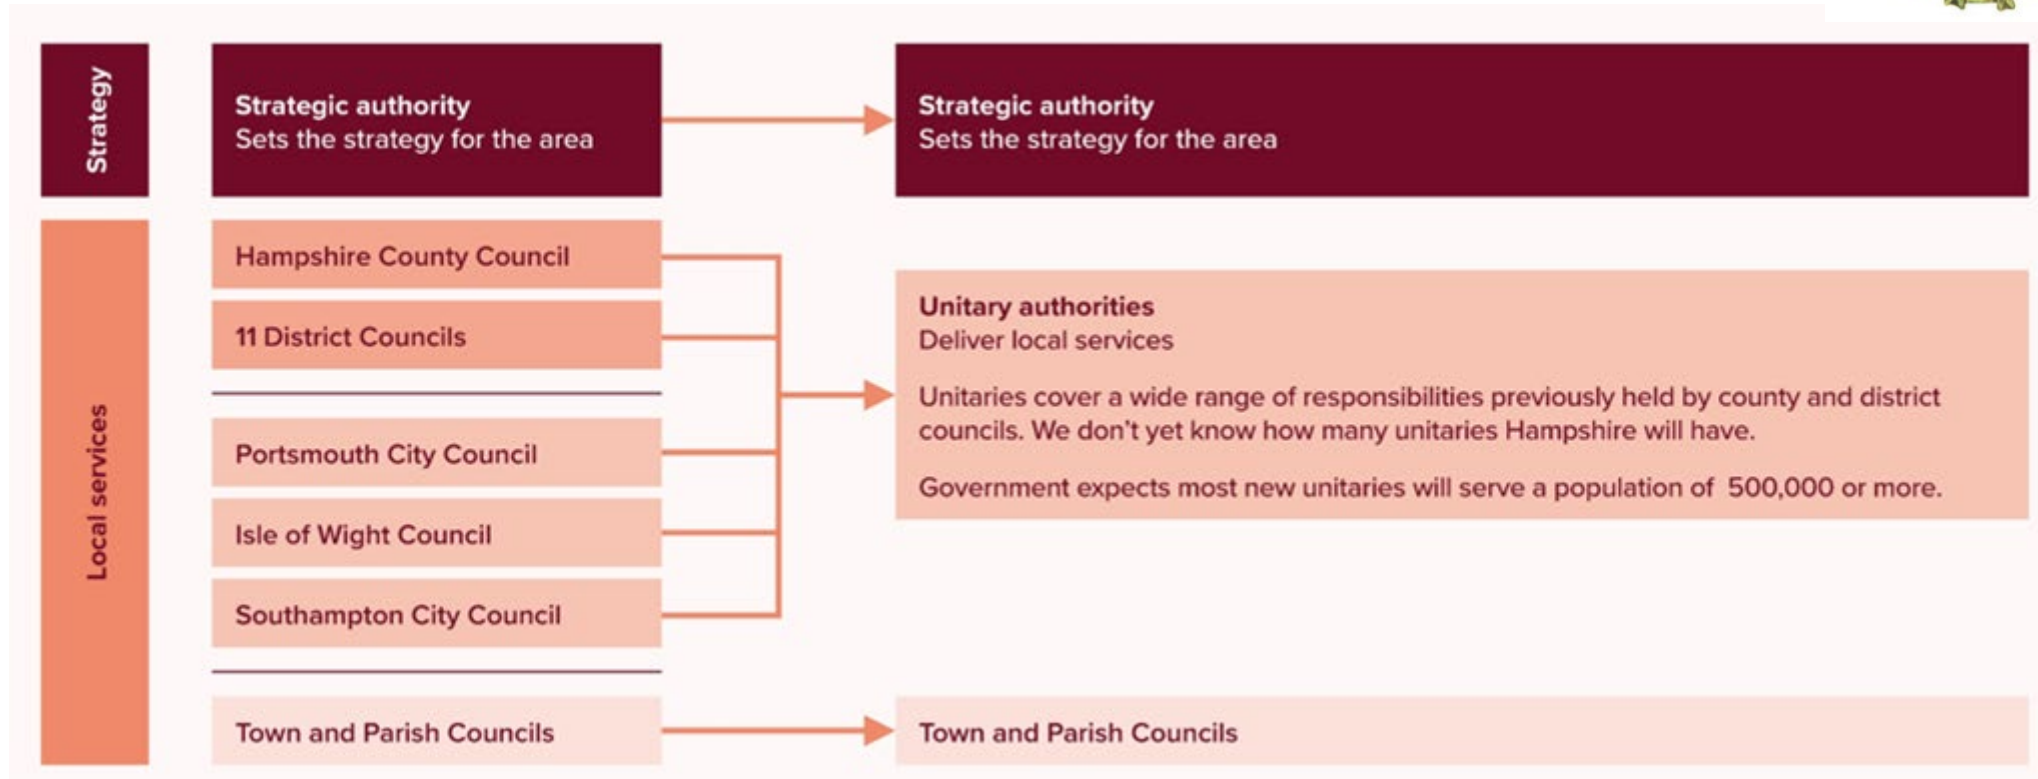 Strategy
Strategic authority
Sets the strategy for the area
Strategic authority
Sets the strategy for the area
Local services
Hampshire County Council
11 District Councils
Portsmouth City Council
Isle of Wight Council
Southampton City Council
Unitary authorities
Deliver local services
Unitaries cover a wide range of responsibilities previously held by county and district
councils. We don't yet know how many unitaries Hampshire will have.
Government expects most new unitaries will serve a population of 500,000 or more.
Town and Parish Councils
Town and Parish Councils